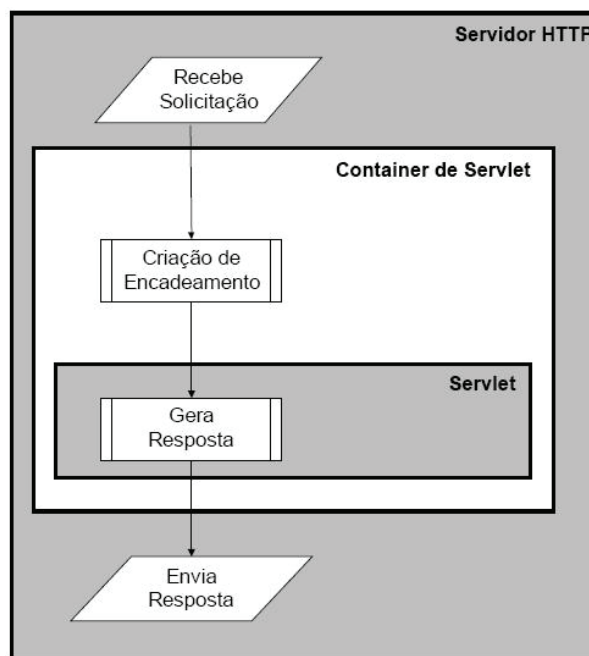 Servidor HTTP
Recebe
Solicitação
Container de Servlet
Criação de
Encadeamento
Servlet
Gera
Resposta
Envia
Resposta